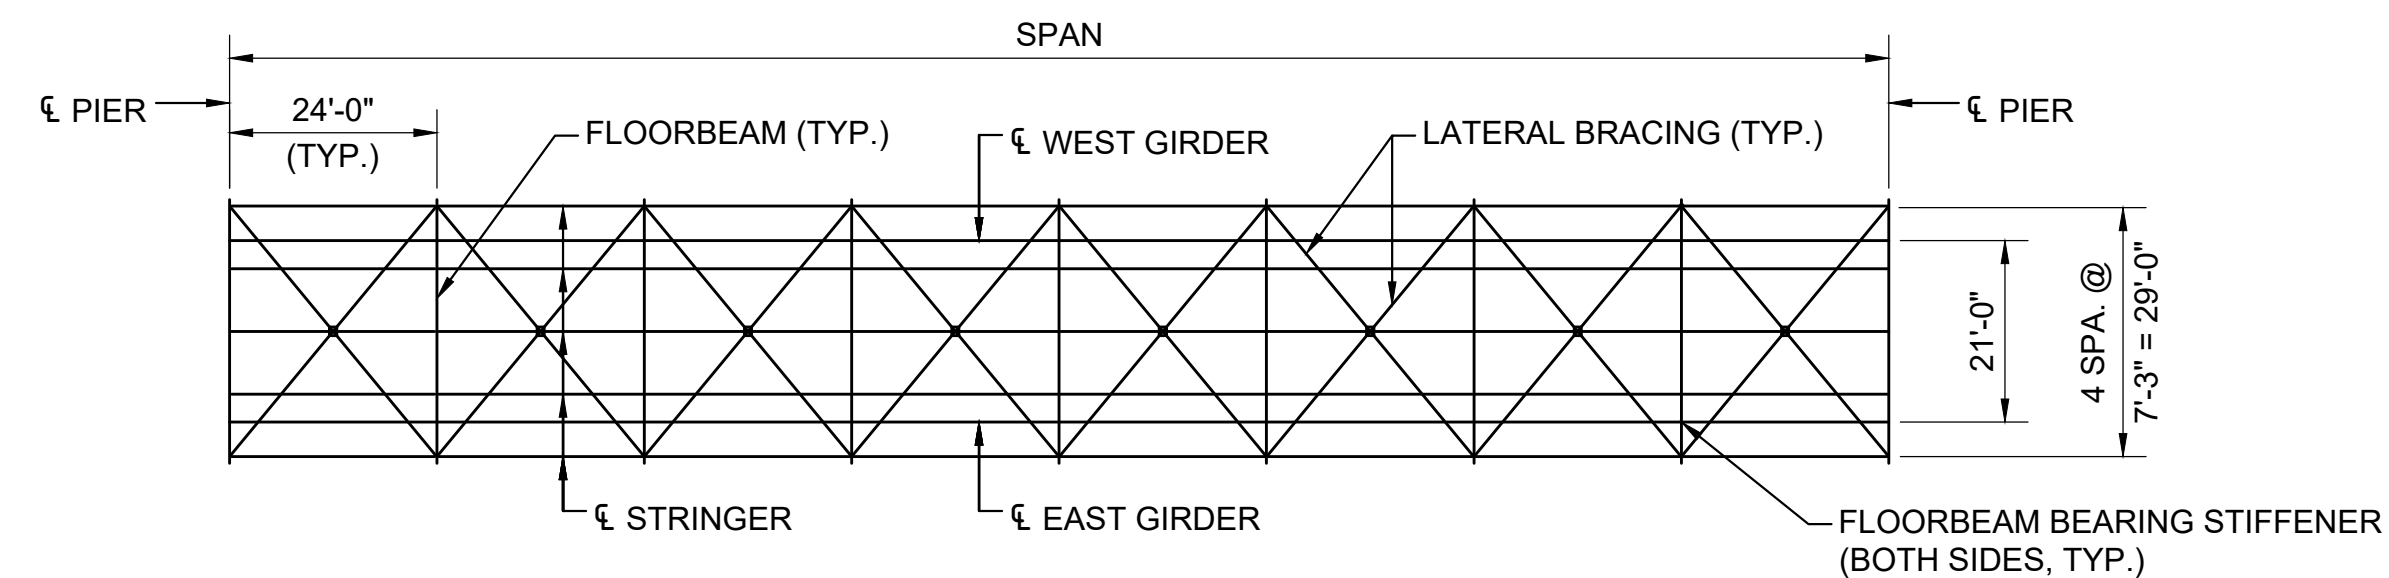 SPAN
℄ PIER
24'-0"
(TYP.)
FLOORBEAM (TYP.)
℄ WEST GIRDER
LATERAL BRACING (TYP.)
℄ PIER
21'-0"
4 SPA. @
7'-3" = 29'-0"
℄ STRINGER
℄ EAST GIRDER
FLOORBEAM BEARING STIFFENER
(BOTH SIDES, TYP.)